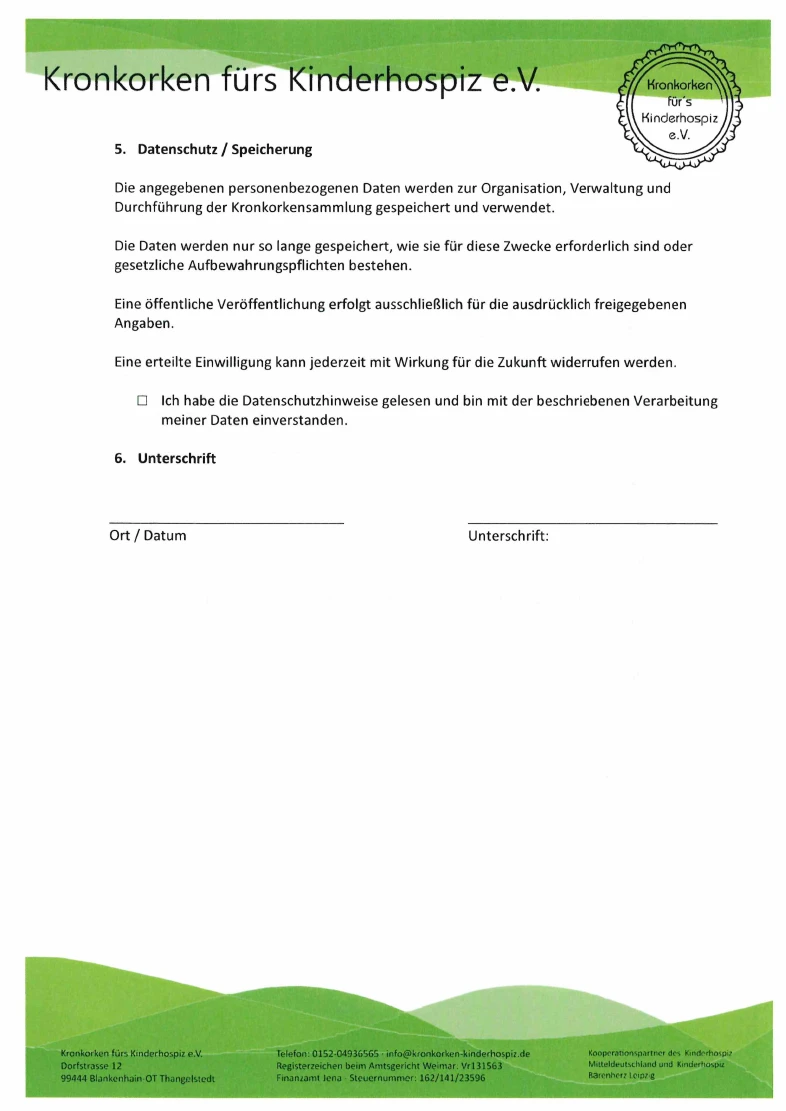 Kronkorken fürs Kinderhospiz e.V.
Kronkorken
für´s
Kinderhospiz
e.V.
5. Datenschutz / Speicherung
Die angegebenen personenbezogenen Daten werden zur Organisation, Verwaltung und
Durchführung der Kronkorkensammlung gespeichert und verwendet.
Die Daten werden nur so lange gespeichert, wie sie für diese Zwecke erforderlich sind oder
gesetzliche Aufbewahrungspflichten bestehen.
Eine öffentliche Veröffentlichung erfolgt ausschließlich für die ausdrücklich freigegebenen
Angaben.
Eine erteilte Einwilligung kann jederzeit mit Wirkung für die Zukunft widerrufen werden.
☐ Ich habe die Datenschutzhinweise gelesen und bin mit der beschriebenen Verarbeitung
meiner Daten einverstanden.
6. Unterschrift
Ort / Datum
Unterschrift:
Kronkorken fürs Kinderhospiz e.V.
Dorfstrasse 12
99444 Blankenhain OT Thangelstedt
Telefon: 0152-04936565 - info@kronkorken-kinderhospiz.de
Registerzeichen beim Amtsgericht Weimar: Vr131563
Finanzamt Jena - Steuernummer: 162/141/23596
Kooperationspartner des Kinderhospiz
Mitteldeutschland und Kinderhospiz
Bärenherz Leipzig